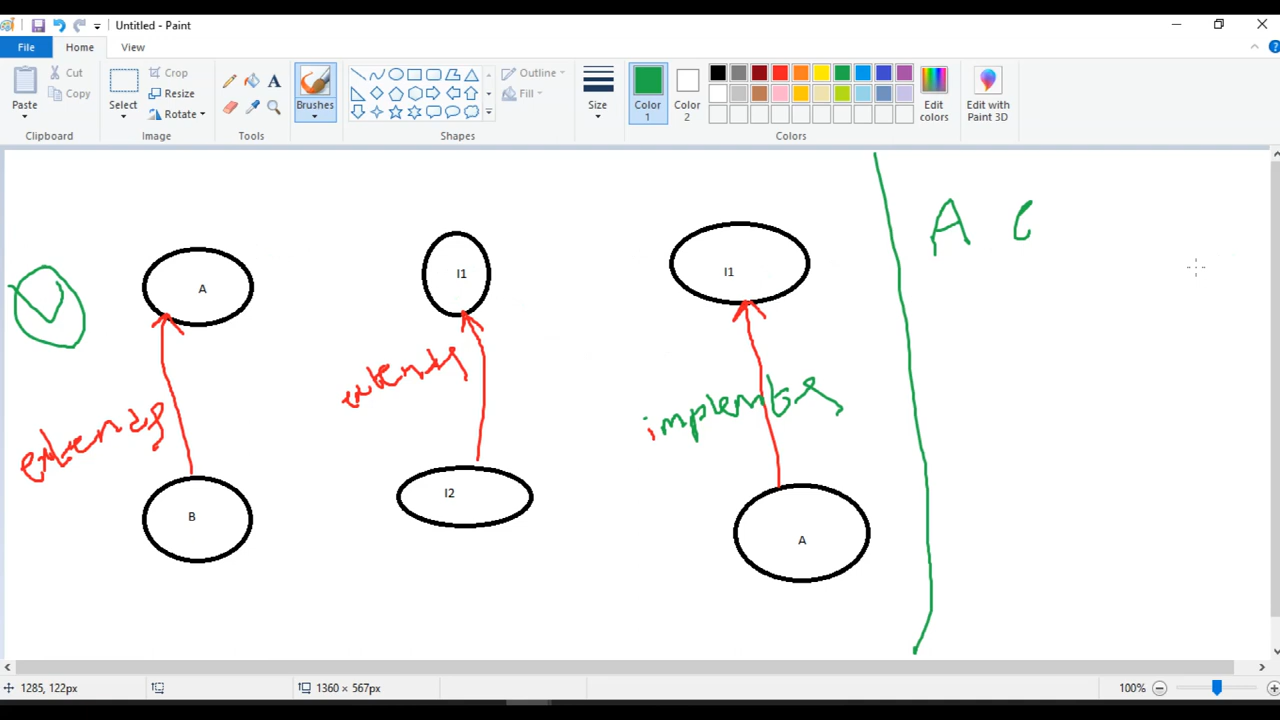 Untitled - Paint
File
Home
View
Paste
Cut
Copy
Clipboard
Select
Crop
Resize
Rotate
Image
A
Tools
Brushes
Shapes
Outline
Fill
Size
Color
1
Color
2
Colors
Edit
colors
Edit with
Paint 3D
A
I1
I1
A C
extends
extends
implemts
B
I2
A
1285, 122px
1360 × 567px
100%